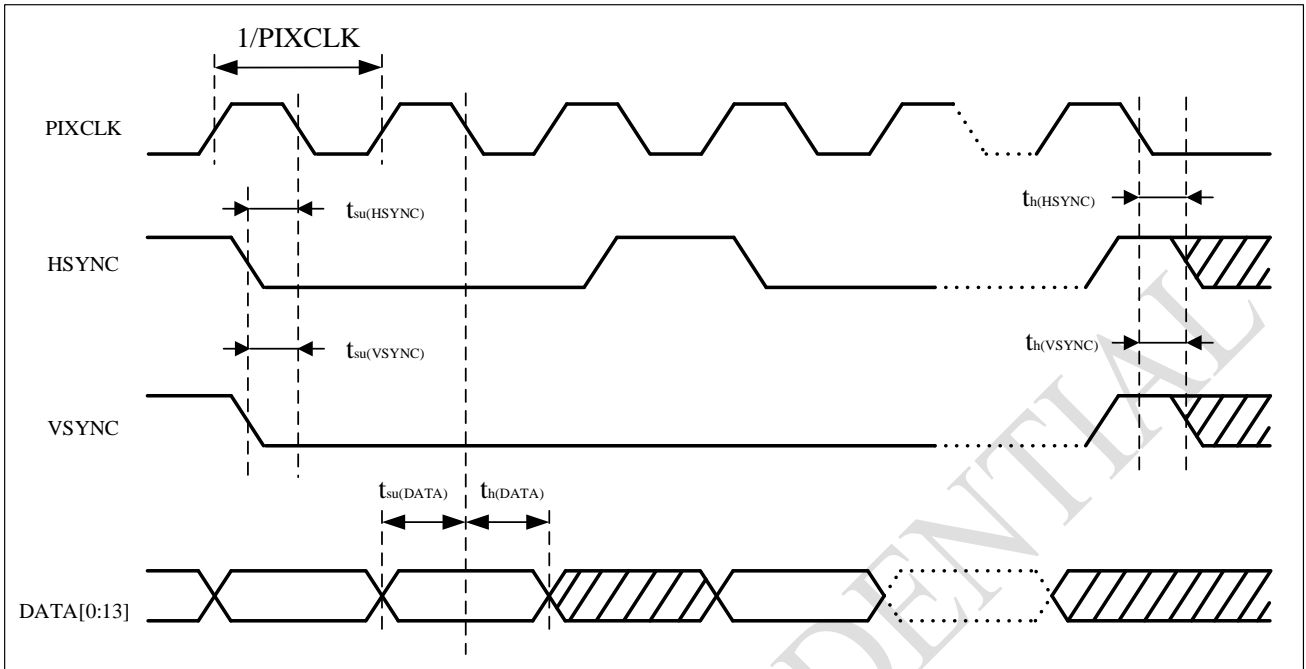 1/PIXCLK
PIXCLK
tsu(HSYNC)
th(HSYNC)
HSYNC
tsu(VSYNC)
th(VSYNC)
VSYNC
tsu(DATA)
th(DATA)
DATA[0:13]
DENTIAL